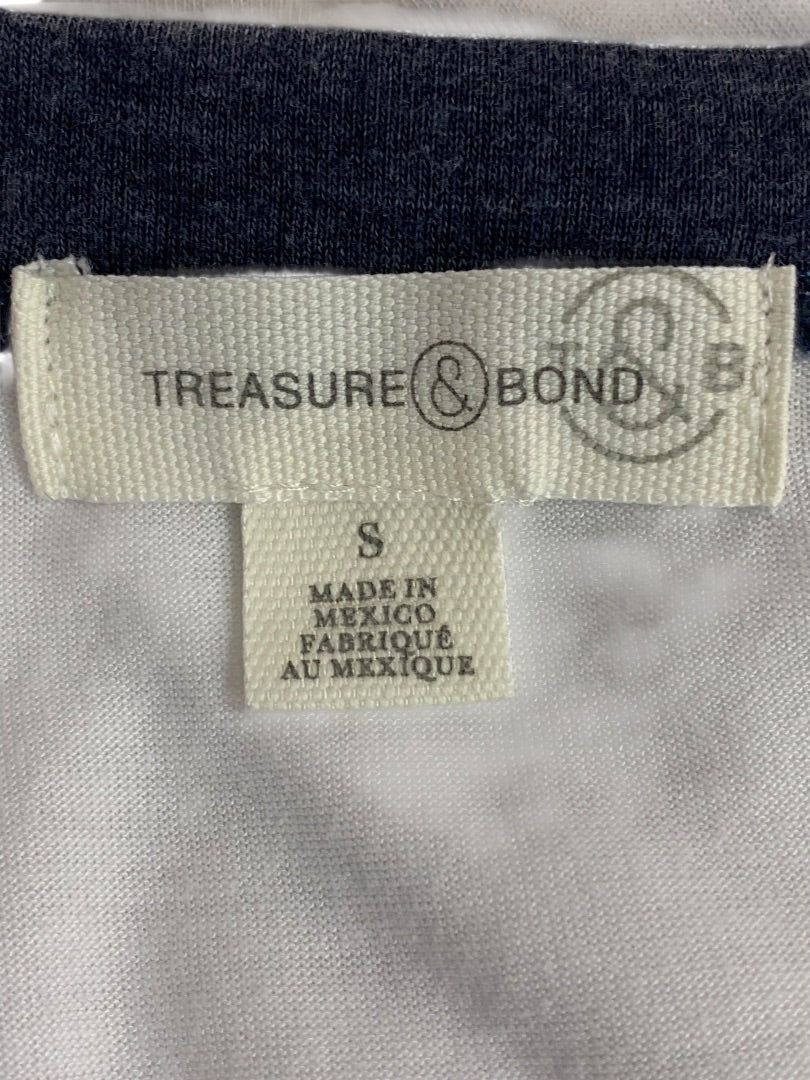 TREASURE & BOND
T & B
S
MADE IN
MEXICO
FABRIQUÉ
AU MEXIQUE